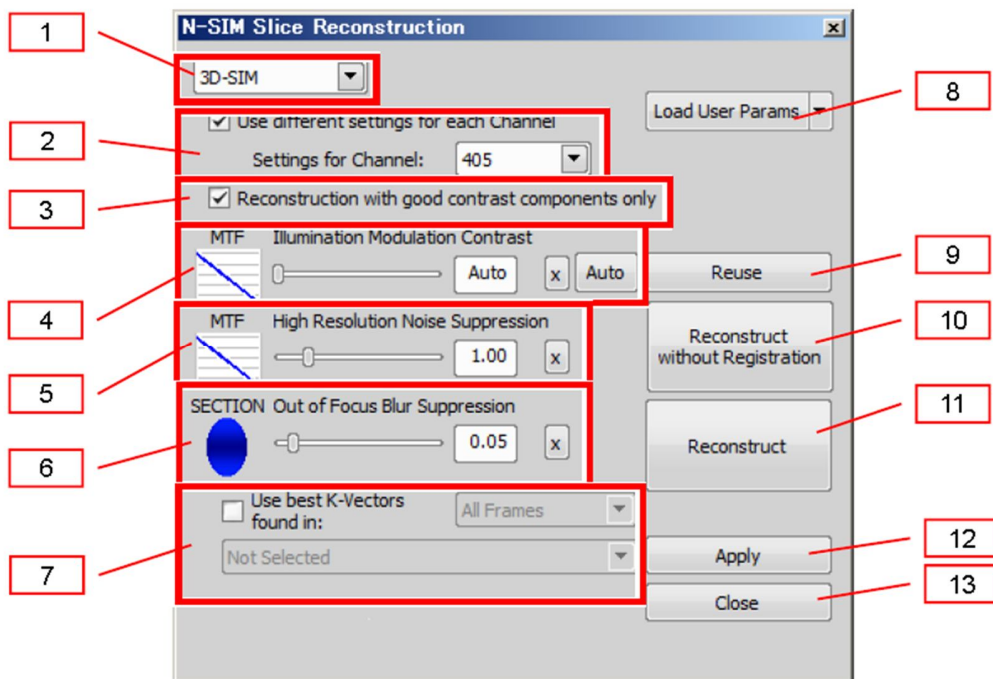 N-SIM Slice Reconstruction
x
1
3D-SIM
8
Load User Params
2
Use different settings for each Channel
Settings for Channel: 405
3
Reconstruction with good contrast components only
4
MTF Illumination Modulation Contrast
Auto x Auto
9
Reuse
5
MTF High Resolution Noise Suppression
1.00 x
10
Reconstruct
without Registration
6
SECTION Out of Focus Blur Suppression
0.05 x
11
Reconstruct
7
Use best K-Vectors
found in:
All Frames
Not Selected
12
Apply
13
Close